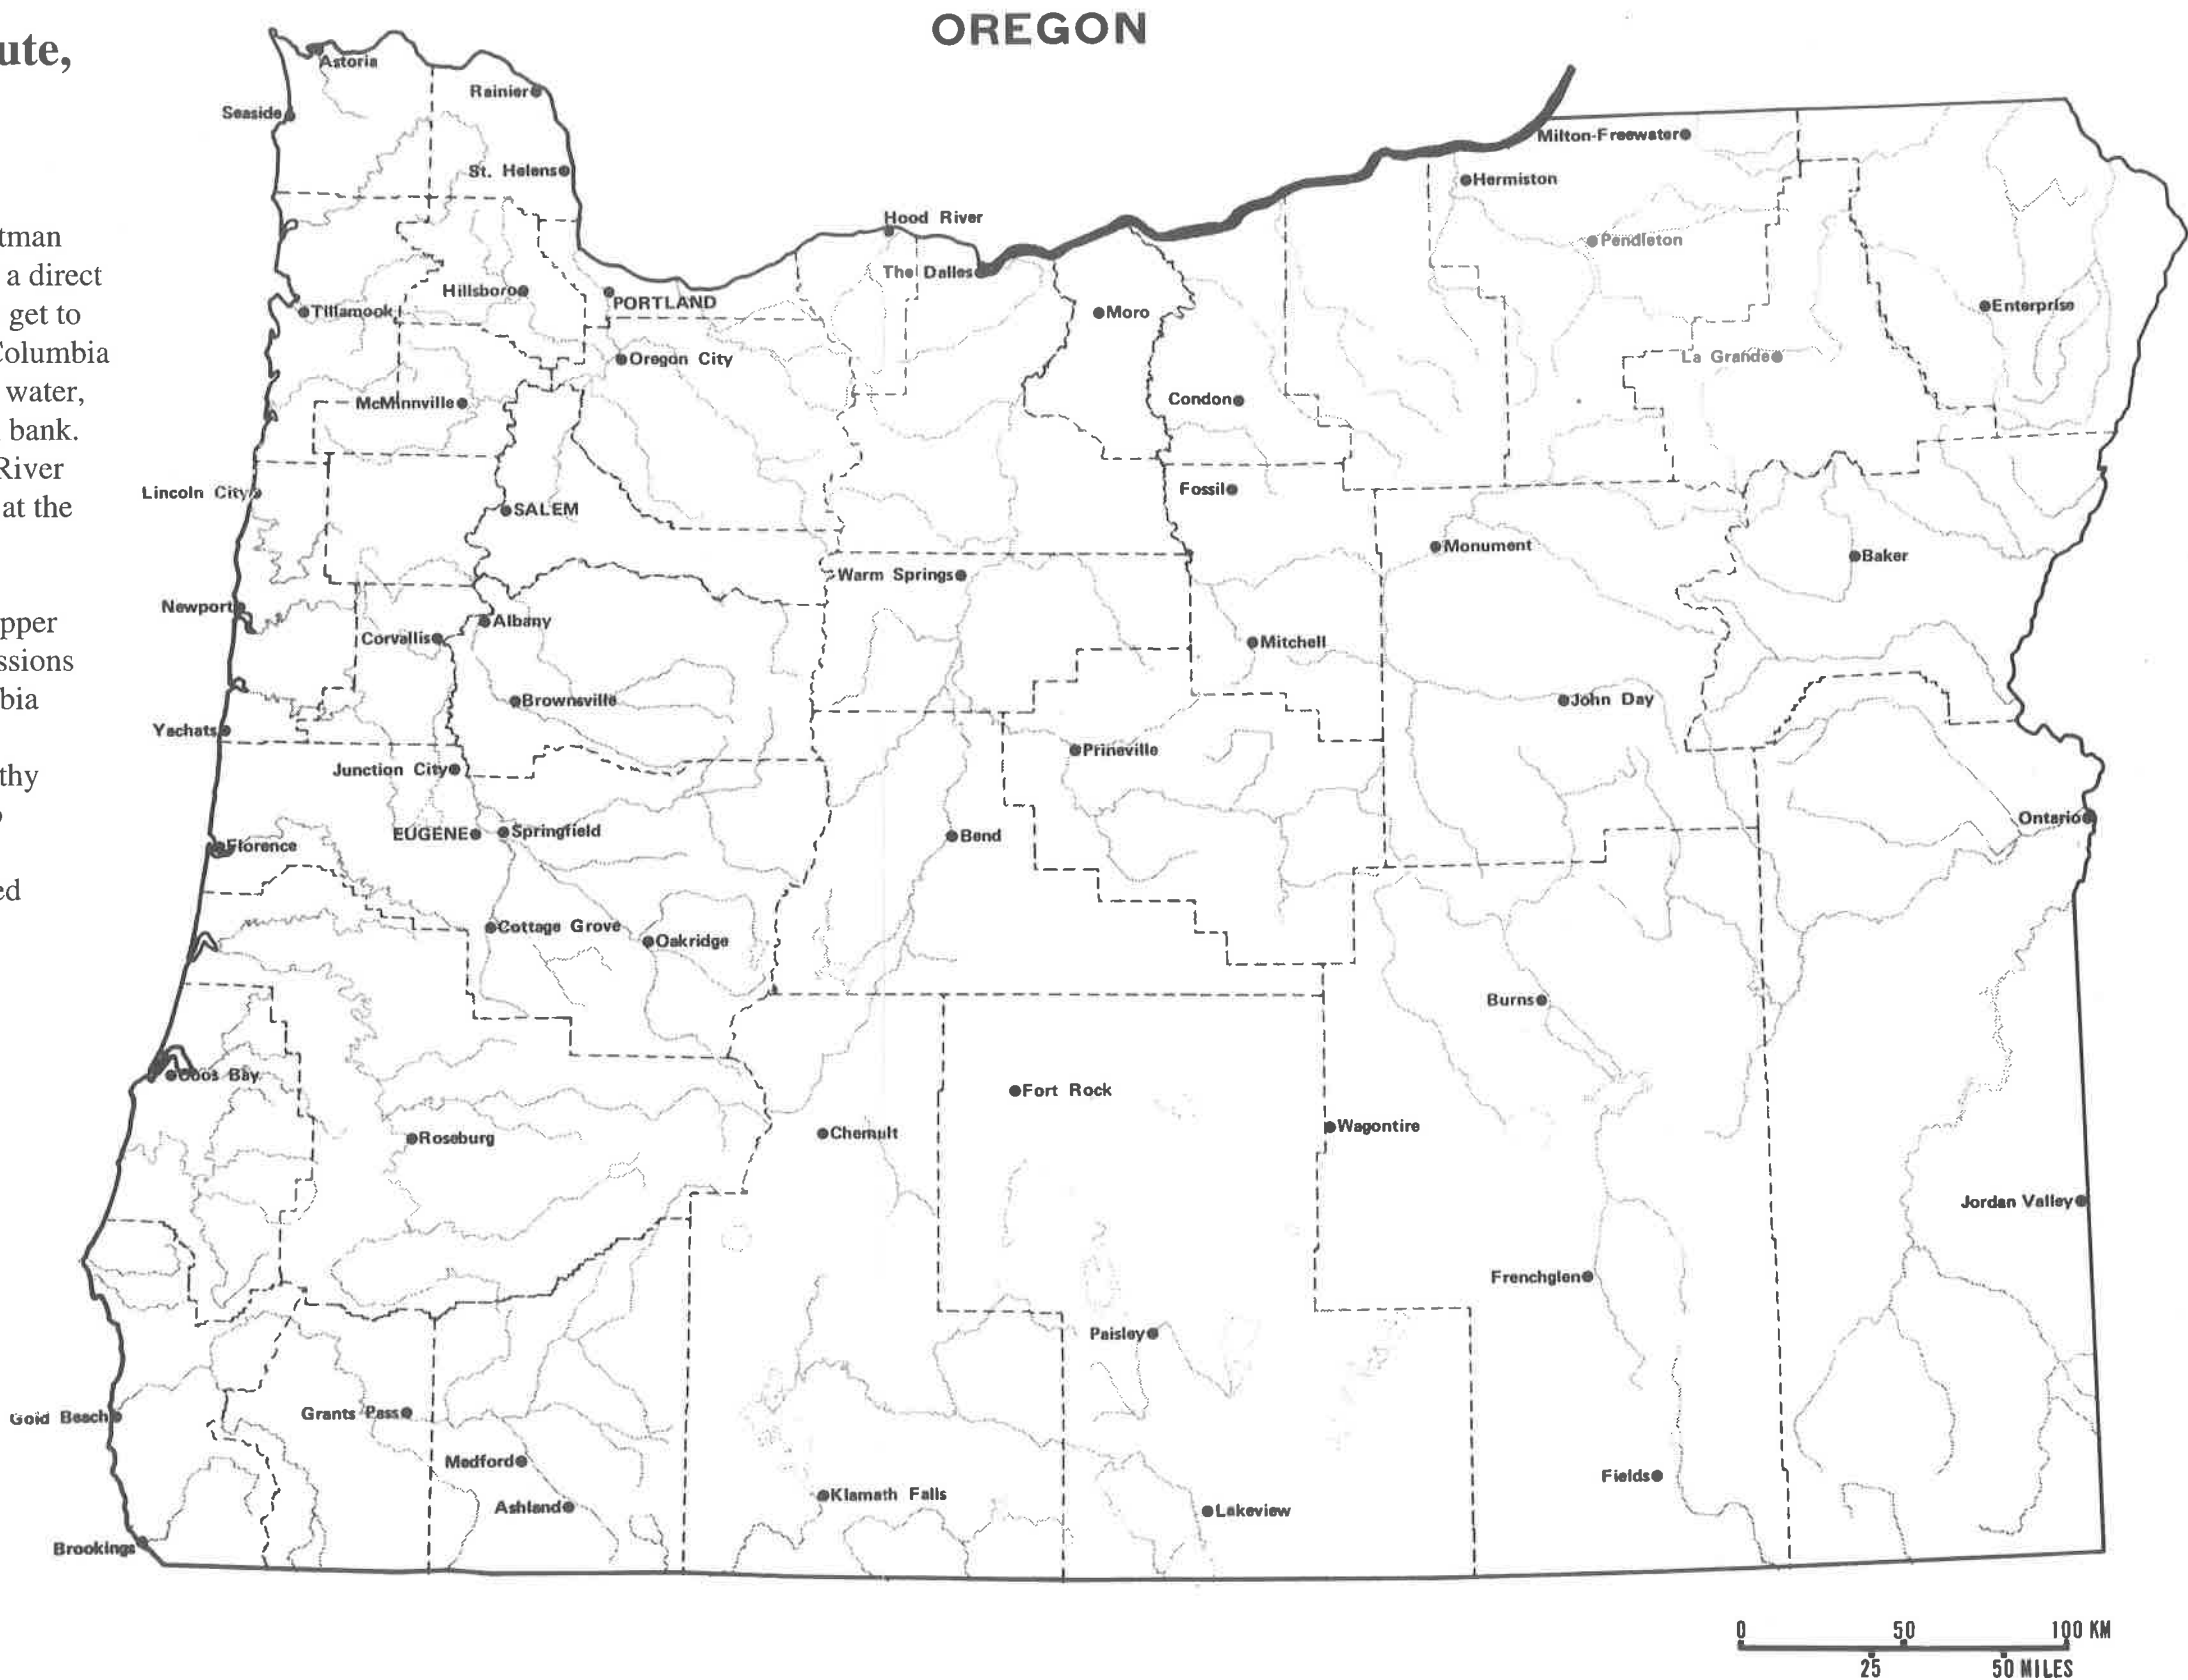 OREGON
ute,
tman
a direct
get to
Columbia
water,
bank.
River
at the
pper
ssions
bia
thy
ed
Astoria
Rainier
Seaside
St. Helens
Milton-Freewater
Hermiston
Hood River
Pendleton
The Dalles
Hillsboro
PORTLAND
Tillamook
Moro
Enterprise
Oregon City
La Grande
McMinnville
Condon
Lincoln City
Fossil
SALEM
Monument
Baker
Warm Springs
Newport
Albany
Corvallis
Mitchell
Brownsville
John Day
Yachats
Prineville
Junction City
Ontario
EUGENE
Springfield
Bend
Florence
Cottage Grove
Oakridge
Burns
Coos Bay
Fort Rock
Wagontire
Roseburg
Chemult
Jordan Valley
Frenchglen
Paisley
Gold Beach
Grants Pass
Medford
Fields
Klamath Falls
Ashland
Lakeview
Brookings
0 50 100 KM
25 50 MILES